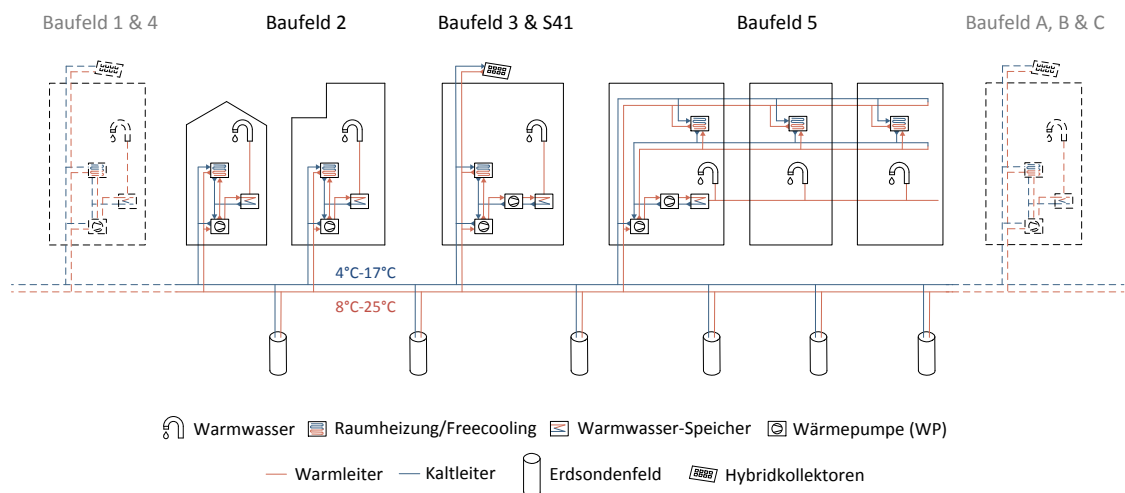 Baufeld 1 & 4
Baufeld 2
Baufeld 3 & S41
Baufeld 5
Baufeld A, B & C
4°C-17°C
8°C-25°C
Warmwasser
Raumheizung/Freecooling
Warmwasser-Speicher
Wärmepumpe (WP)
Warmleiter
Kaltleiter
Erdsondenfeld
Hybridkollektoren